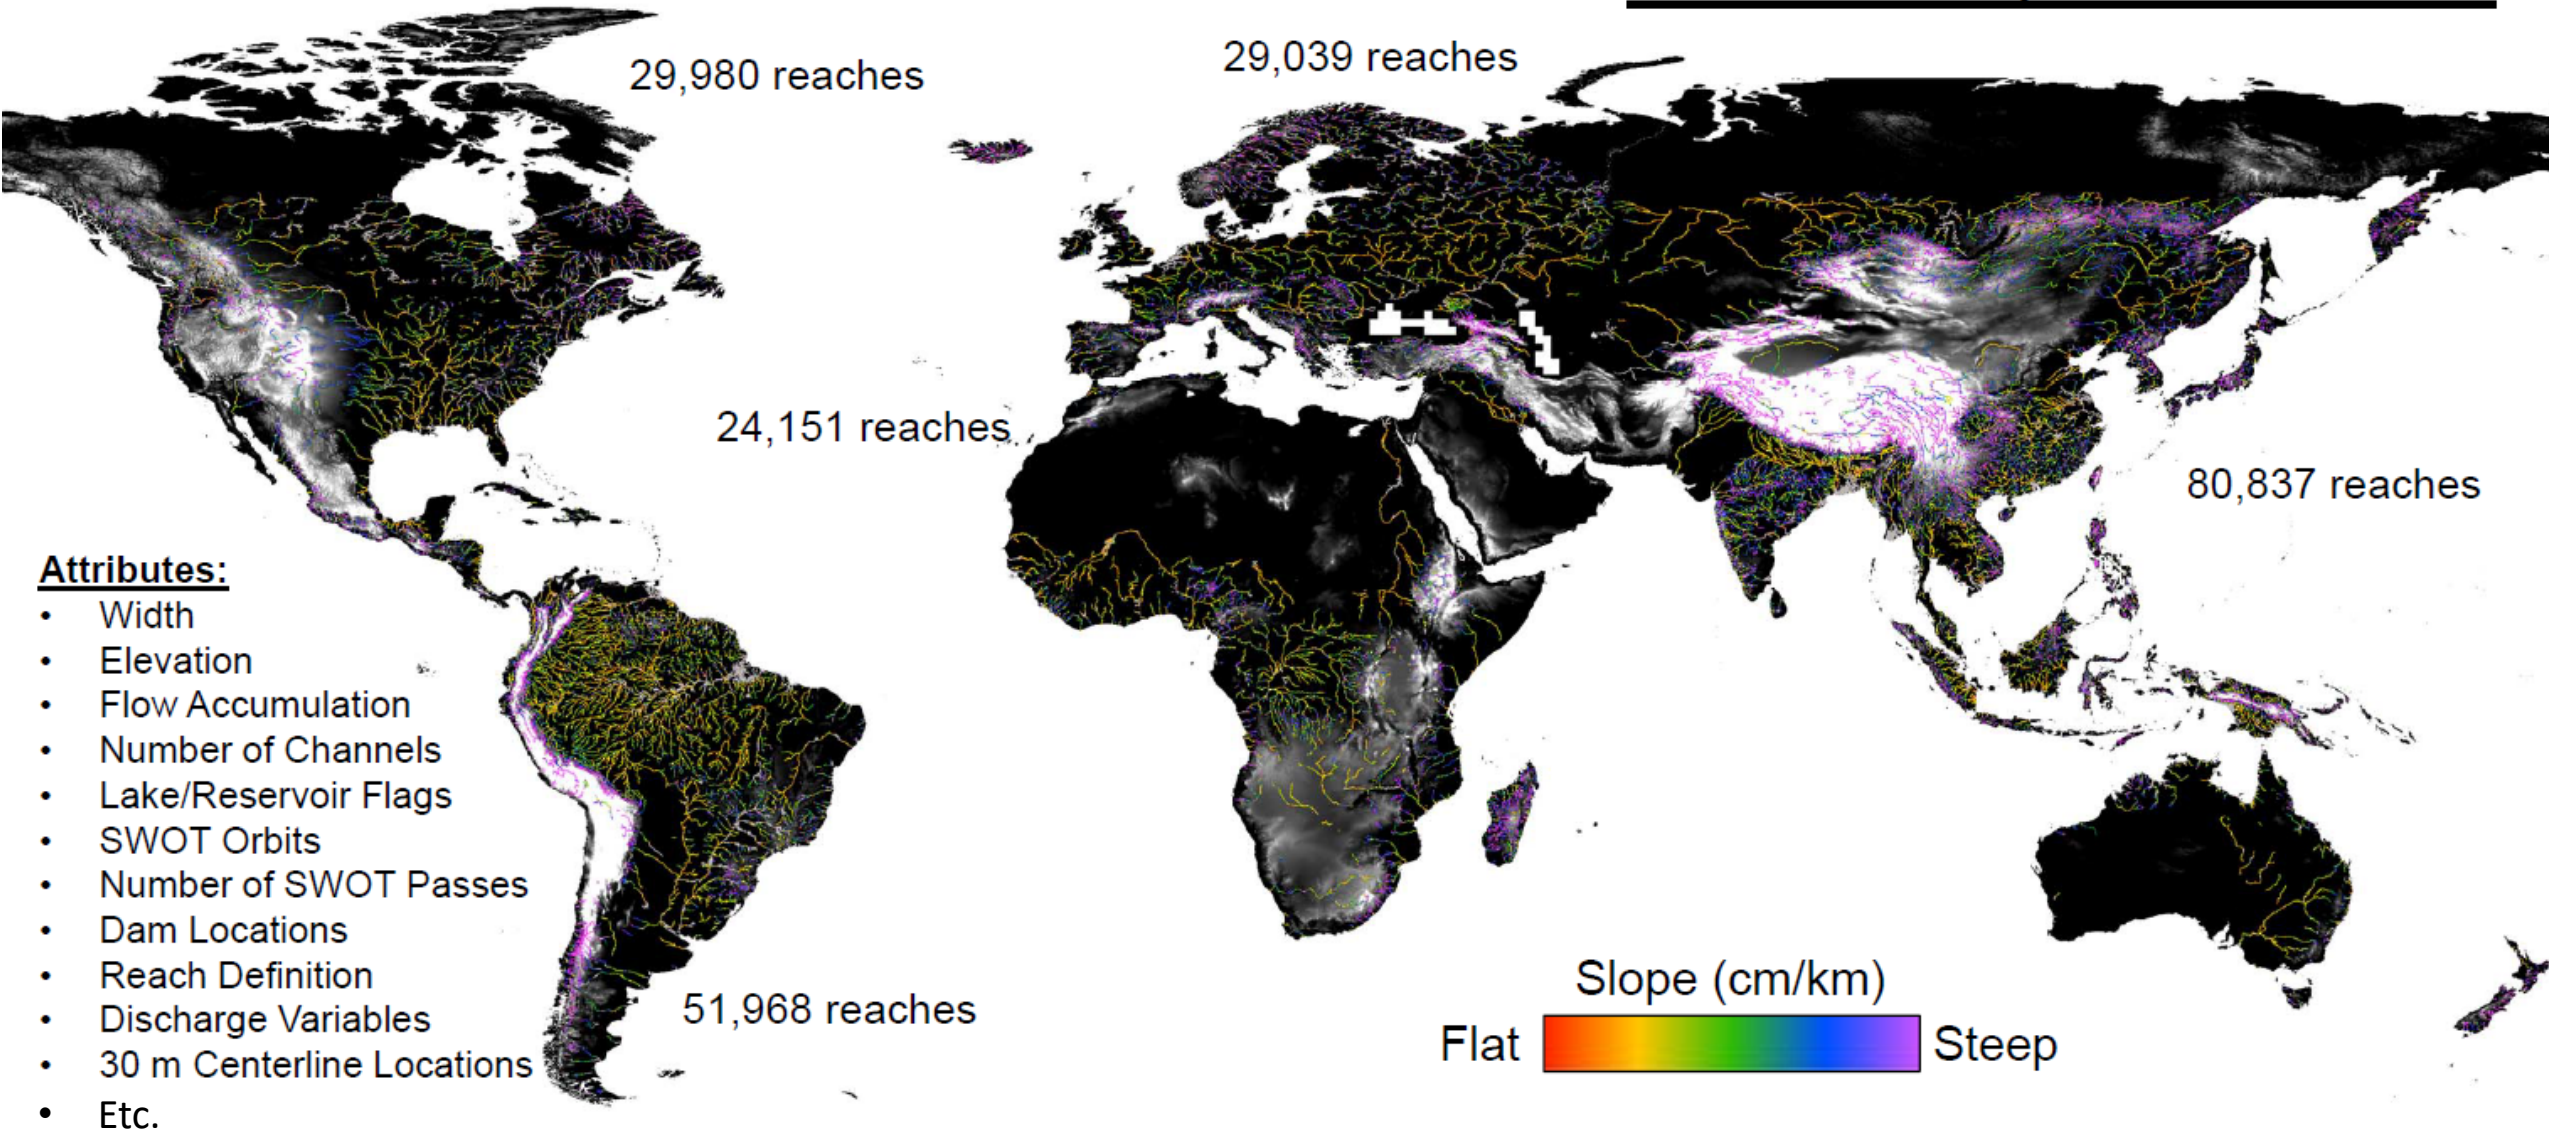 29,980 reaches
29,039 reaches
24,151 reaches
80,837 reaches
Attributes:
• Width
• Elevation
• Flow Accumulation
• Number of Channels
• Lake/Reservoir Flags
• SWOT Orbits
• Number of SWOT Passes
• Dam Locations
• Reach Definition
• Discharge Variables
• 30 m Centerline Locations
• Etc.
51,968 reaches
Slope (cm/km)
Flat
Steep